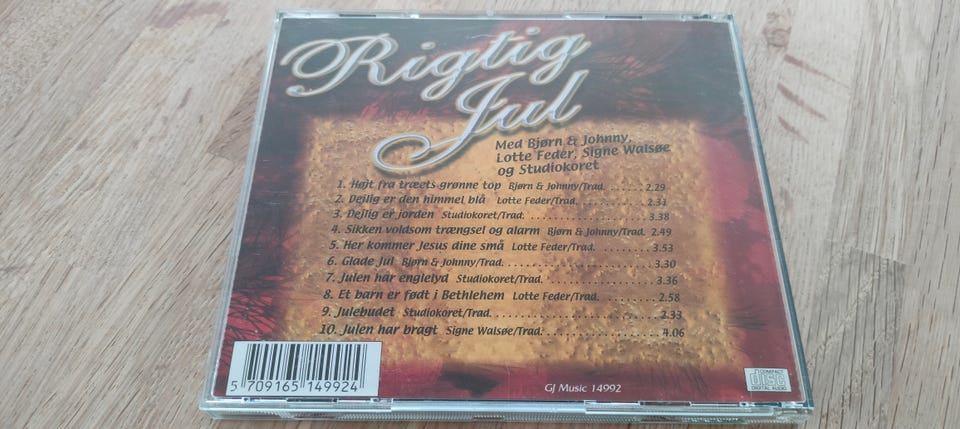 Rigtig
Jul
Med Bjørn & Johnny,
Lotte Feder, Signe Walsøe
og Studiokoret
1. Højt fra træets grønne top Bjørn & Johnny/Trad. . . . . . . . 2.29
2. Dejlig er den himmel blå Lotte Feder/Trad. . . . . . . . . . . . . 2.31
3. Dejlig er jorden Studiokoret/Trad. . . . . . . . . . . . . . . . . . . . . 3.38
4. Sikken voldsom trængsel og alarm Bjørn & Johnny/Trad. 2.49
5. Her kommer Jesus dine små Lotte Feder/Trad. . . . . . . . . . 3.53
6. Glade Jul Bjørn & Johnny/Trad. . . . . . . . . . . . . . . . . . . . . . . 3.30
7. Julen har englelyd Studiokoret/Trad. . . . . . . . . . . . . . . . . . 3.36
8. Et barn er født i Bethlehem Lotte Feder/Trad. . . . . . . . . . 2.58
9. Julebudet Studiokoret/Trad. . . . . . . . . . . . . . . . . . . . . . . . . 2.33
10. Julen har bragt Signe Walsøe/Trad. . . . . . . . . . . . . . . . . . 4.06
5 709165 149924
GJ Music 14992
COMPACT
disc
DIGITAL AUDIO